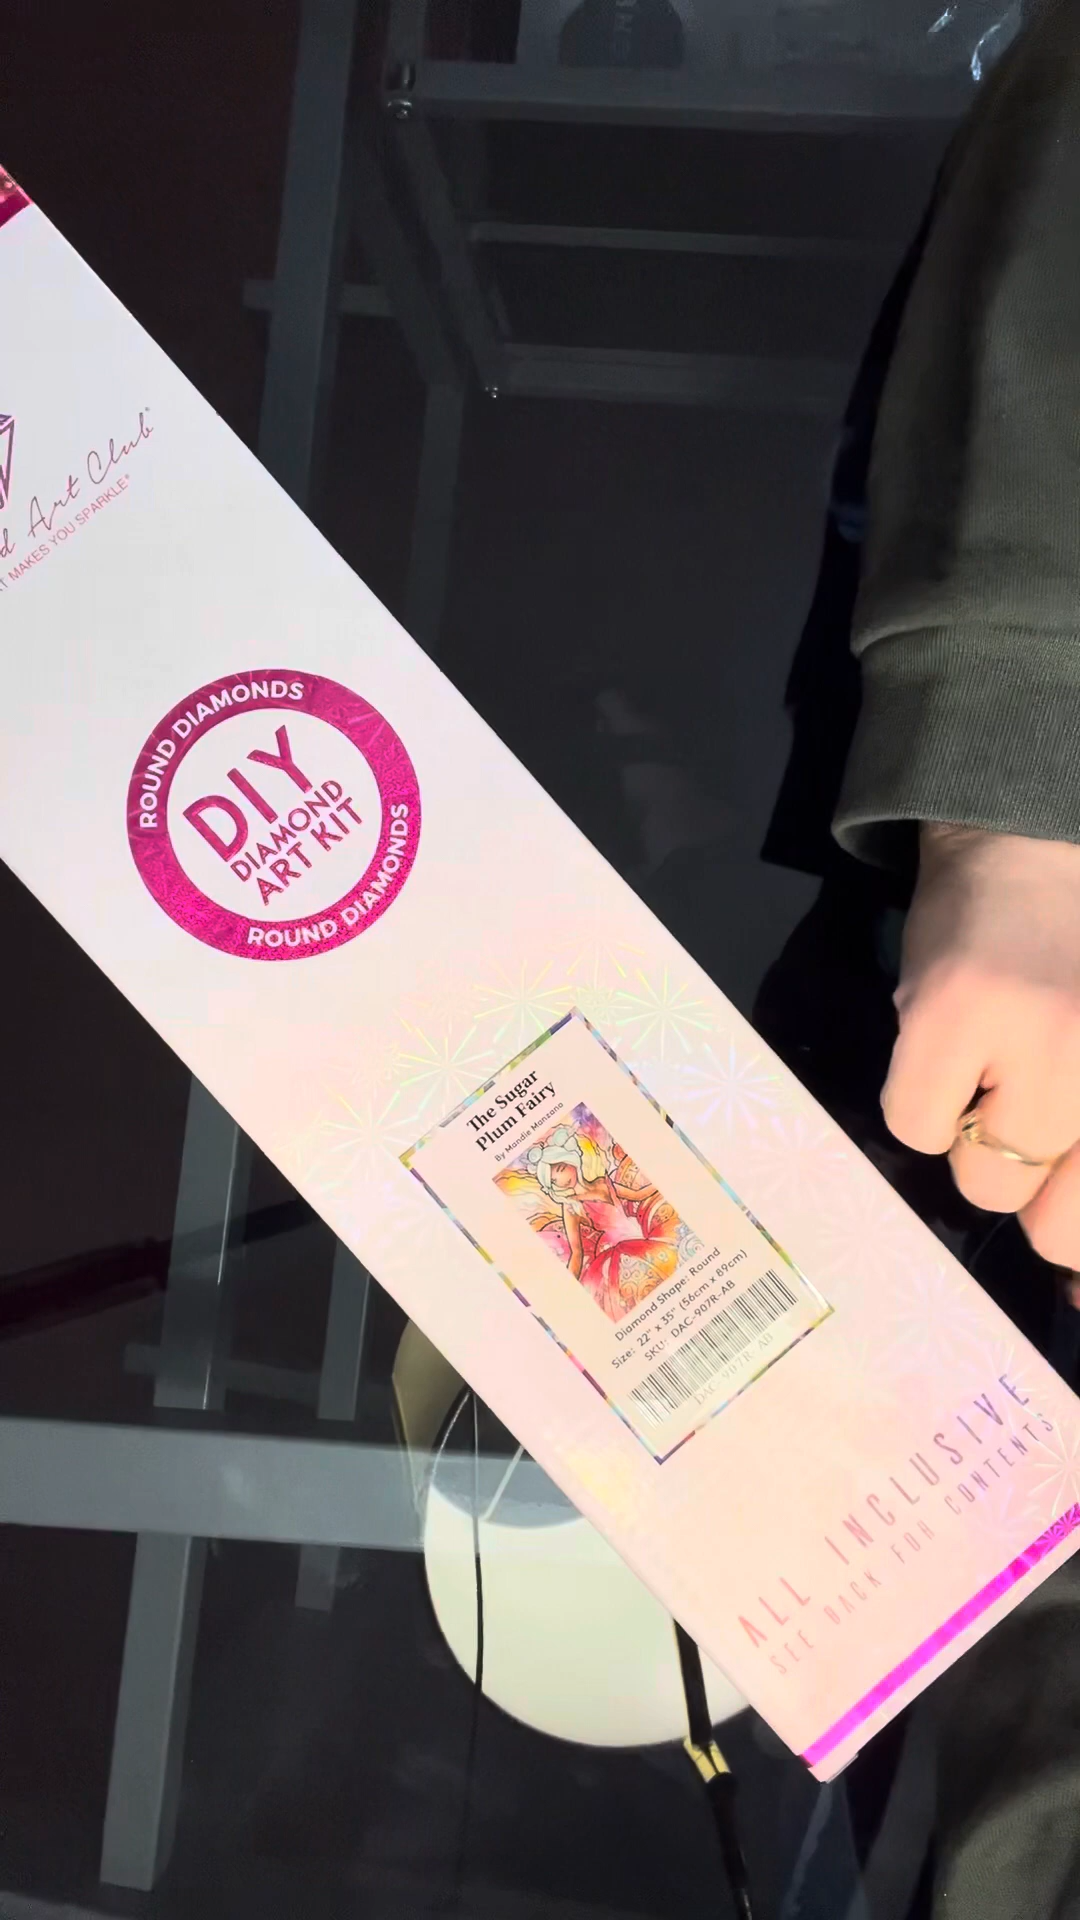 d Art Club®
T MAKES YOU SPARKLE®
ROUND DIAMONDS
DIY
DIAMOND
ART KIT
ROUND DIAMONDS
The Sugar
Plum Fairy
By Mandie Manzano
Diamond Shape: Round
Size: 22" x 35" (56cm x 89cm)
SKU: DAC-907R-AB
DAC-907R-AB
ALL INCLUSIVE
SEE BACK FOR CONTENTS